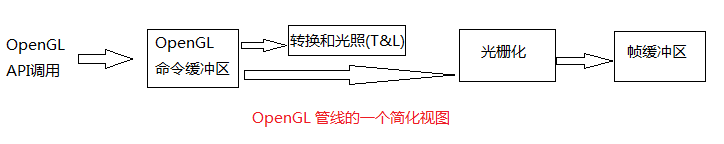 OpenGL
API调用
OpenGL
命令缓冲区
转换和光照(T&L)
光栅化
帧缓冲区
OpenGL 管线的一个简化视图